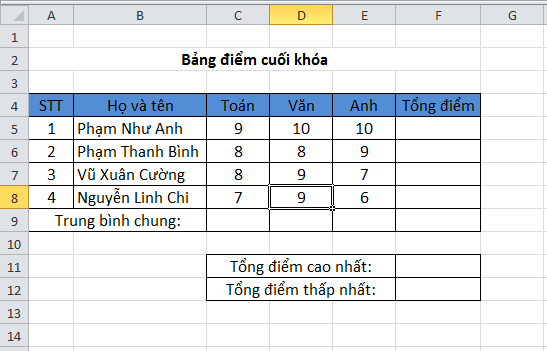 A B C D E F G
1
2 Bảng điểm cuối khóa
3
4 STT Họ và tên Toán Văn Anh Tổng điểm
5 1 Phạm Như Anh 9 10 10
6 2 Phạm Thanh Bình 8 8 9
7 3 Vũ Xuân Cường 8 9 7
8 4 Nguyễn Linh Chi 7 9 6
9 Trung bình chung:
10
11 Tổng điểm cao nhất:
12 Tổng điểm thấp nhất:
13
14